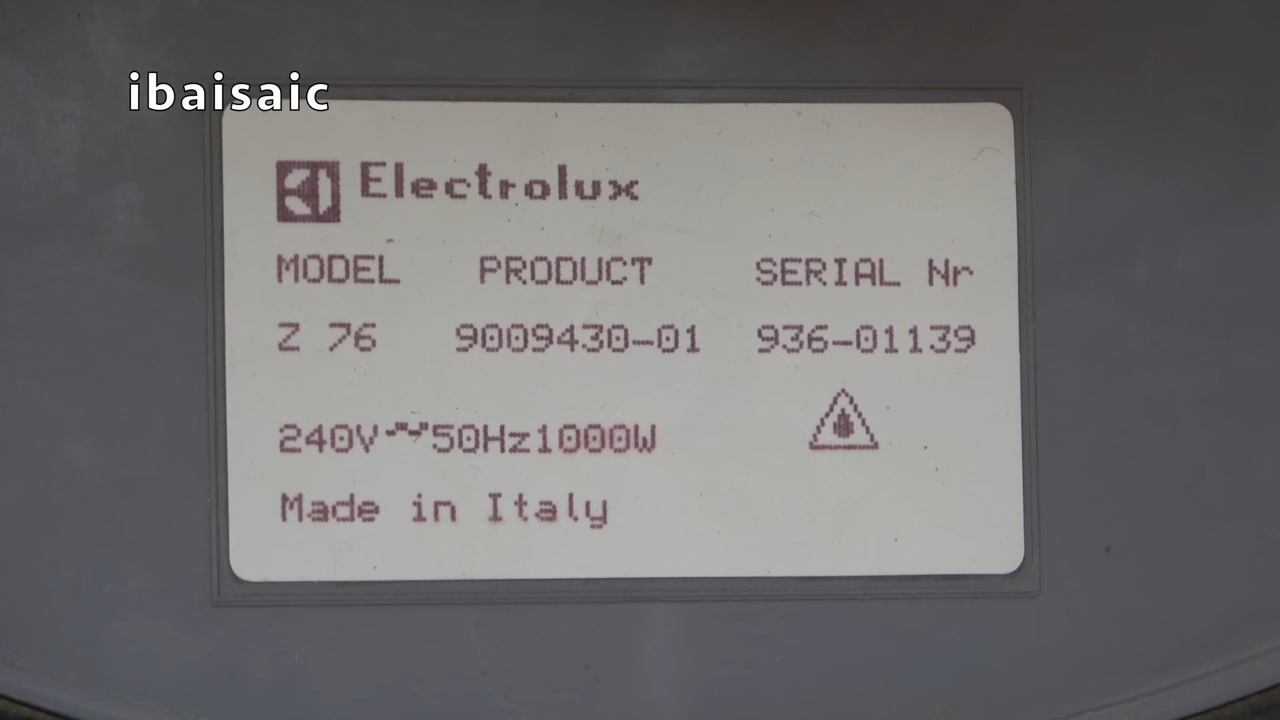 ibaisaic
Electrolux
MODEL PRODUCT SERIAL Nr
Z 76 9009430-01 936-01139
240V~50Hz1000W
Made in Italy